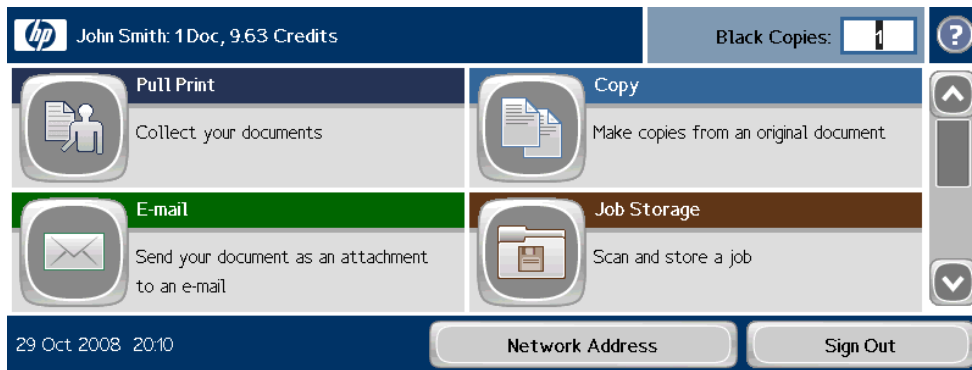 hp
John Smith: 1 Doc, 9.63 Credits
Black Copies: 1
?
Pull Print
Collect your documents
Copy
Make copies from an original document
E-mail
Send your document as an attachment
to an e-mail
Job Storage
Scan and store a job
29 Oct 2008 20:10
Network Address
Sign Out